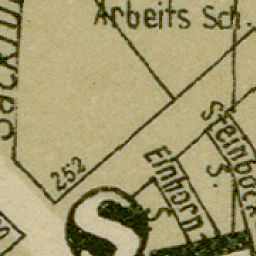 Arbeits Sch.
252
Einhorn-
S.
Steinbock
S.
S